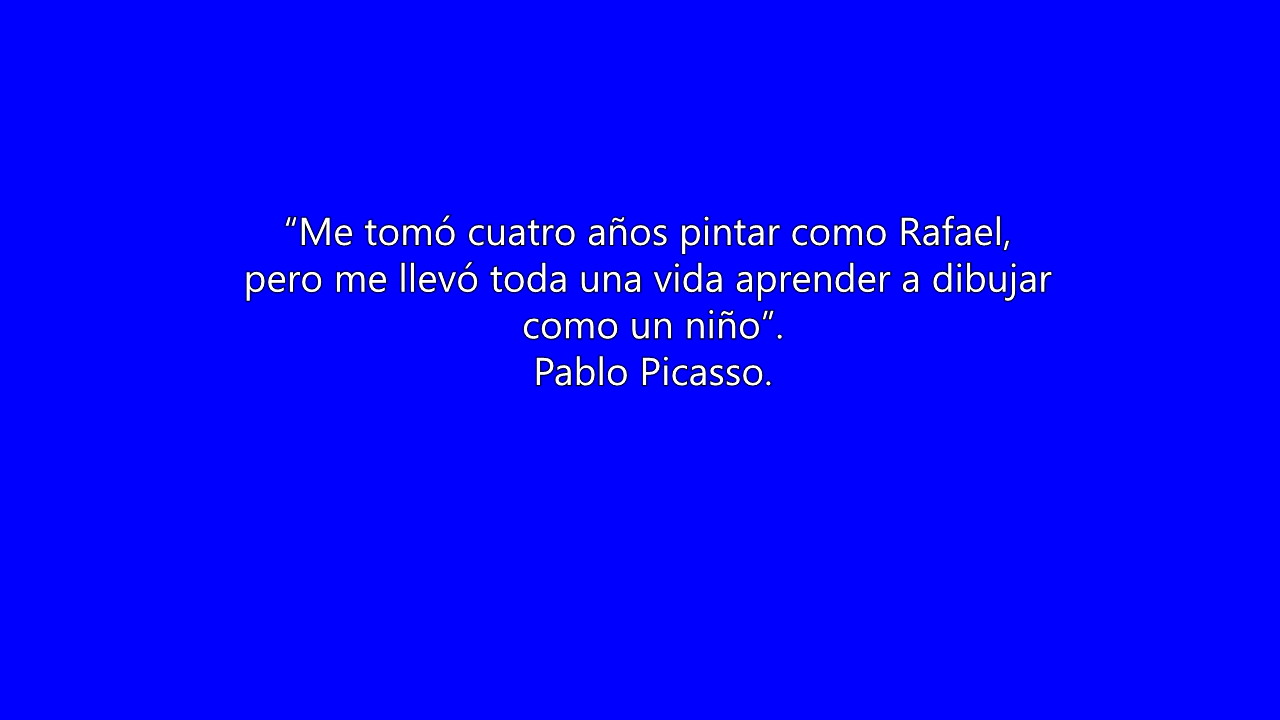 “Me tomó cuatro años pintar como Rafael,
pero me llevó toda una vida aprender a dibujar
como un niño”.
Pablo Picasso.